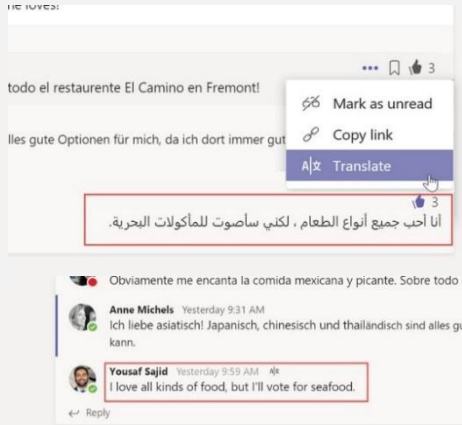 todo el restaurente El Camino en Fremont!
3
Mark as unread
lles gute Optionen für mich, da ich dort immer gut
Copy link
Translate
3
أنا أحب جميع أنواع الطعام ، لكني سأصوت للمأكولات البحرية.
Obviamente me encanta la comida mexicana y picante. Sobre todo
Anne Michels Yesterday 9:31 AM
Ich liebe asiatisch! Japanisch, chinesisch und thailändisch sind alles gu
kann.
Yousaf Sajid Yesterday 9:59 AM
I love all kinds of food, but I'll vote for seafood.
Reply